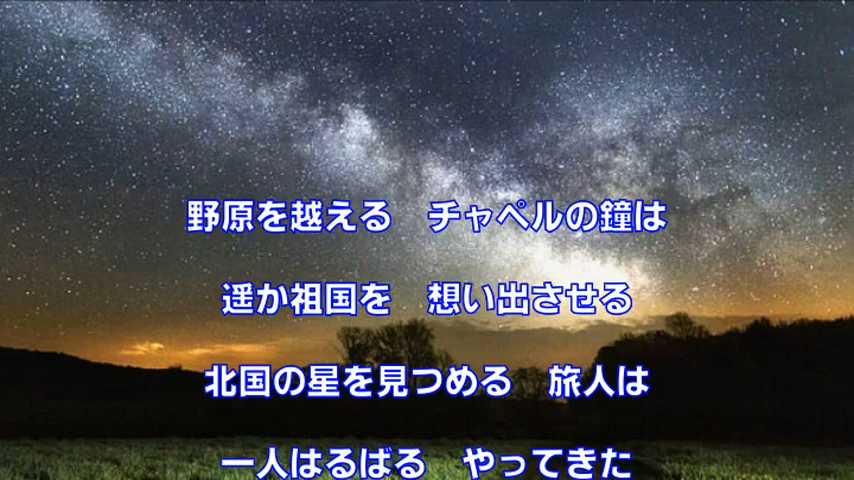 野原を越える　チャペルの鐘は
遥か祖国を　想い出させる
北国の星を見つめる　旅人は
一人はるばる　やってきた